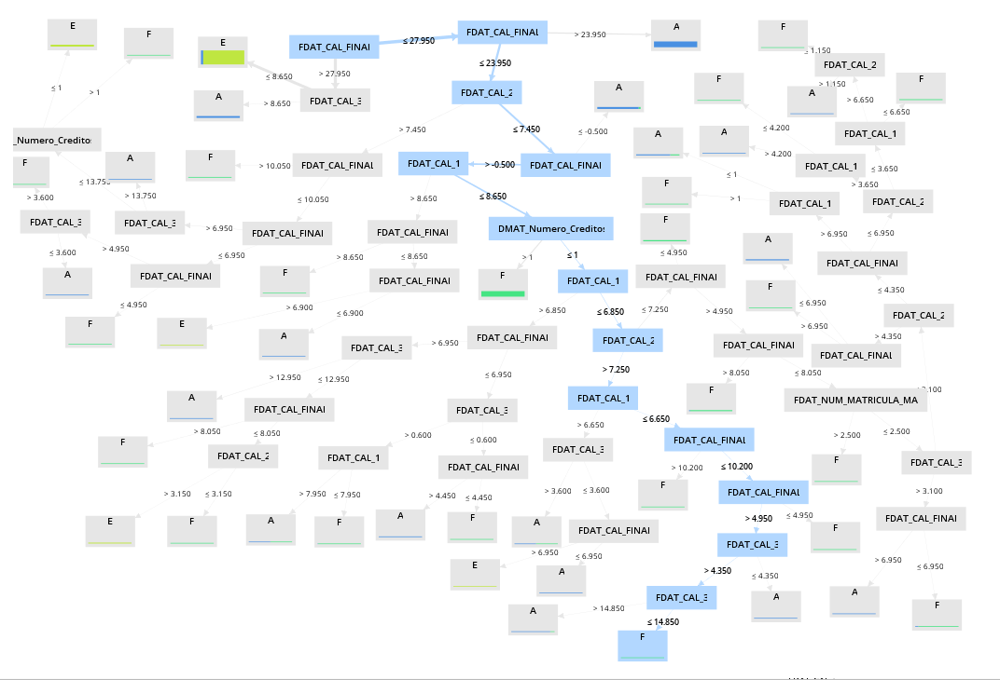 E
F
E
FDAT_CAL_FINAL
≤ 27.950
FDAT_CAL_FINAL
> 23.950
A
F
≤ 1.150
FDAT_CAL_2
≤ 8.650
> 27.950
≤ 23.950
≤ 1
> 1
A
> 8.650
FDAT_CAL_3
FDAT_CAL_2
A
F
A
> 1.150
F
> 6.650
≤ 6.650
> 7.450
≤ 7.450
≤ -0.500
≤ 4.200
FDAT_CAL_1
_Numero_Creditos
A
A
> 4.200
F
A
F
> 10.050
FDAT_CAL_FINAL
FDAT_CAL_1
> -0.500
FDAT_CAL_FINAL
FDAT_CAL_1
≤ 3.650
≤ 13.750
≤ 1
> 3.650
> 3.600
> 13.750
≤ 10.050
> 8.650
≤ 8.650
F
> 1
FDAT_CAL_1
FDAT_CAL_2
FDAT_CAL_3
FDAT_CAL_3
> 6.950
FDAT_CAL_FINAL
FDAT_CAL_FINAL
DMAT_Numero_Creditos
F
> 6.950
≤ 6.950
≤ 3.600
> 4.950
≤ 6.950
> 8.650
≤ 8.650
> 1
≤ 1
≤ 4.950
A
FDAT_CAL_FINAL
A
FDAT_CAL_FINAL
F
FDAT_CAL_FINAL
F
FDAT_CAL_1
FDAT_CAL_FINAL
F
≤ 4.350
≤ 4.950
> 6.900
≤ 6.900
> 6.850
≤ 6.850
≤ 7.250
> 4.950
≤ 6.950
> 6.950
FDAT_CAL_2
F
E
A
FDAT_CAL_3
> 6.950
FDAT_CAL_FINAL
FDAT_CAL_2
FDAT_CAL_FINAL
FDAT_CAL_FINAL
> 4.350
> 12.950
≤ 12.950
≤ 6.950
> 7.250
> 8.050
≤ 8.050
A
FDAT_CAL_FINAL
FDAT_CAL_3
FDAT_CAL_1
F
FDAT_NUM_MATRICULA_MA
> 8.050
≤ 8.050
> 0.600
≤ 0.600
> 6.650
≤ 6.650
> 2.500
≤ 2.500
F
FDAT_CAL_2
FDAT_CAL_1
FDAT_CAL_FINAL
FDAT_CAL_3
FDAT_CAL_FINAL
F
FDAT_CAL_3
> 3.150
≤ 3.150
> 7.950
≤ 7.950
> 4.450
≤ 4.450
> 3.600
≤ 3.600
> 10.200
≤ 10.200
F
FDAT_CAL_FINAL
> 3.100
E
F
A
F
A
F
A
FDAT_CAL_FINAL
> 4.950
≤ 4.950
F
FDAT_CAL_FINAL
FDAT_CAL_3
> 6.950
≤ 6.950
E
A
> 4.350
≤ 4.350
> 6.950
≤ 6.950
A
> 14.850
FDAT_CAL_3
A
A
F
≤ 14.850
F